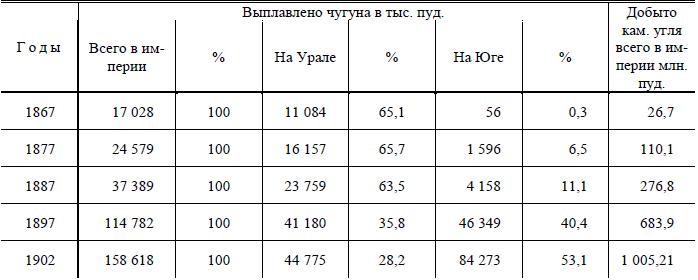 Годы
Выплавлено чугуна в тыс. пуд.
Добыто кам. угля всего в им-перии млн. пуд.
Всего в им-перии % На Урале % На Юге %
1867 17 028 100 11 084 65,1 56 0,3 26,7
1877 24 579 100 16 157 65,7 1 596 6,5 110,1
1887 37 389 100 23 759 63,5 4 158 11,1 276,8
1897 114 782 100 41 180 35,8 46 349 40,4 683,9
1902 158 618 100 44 775 28,2 84 273 53,1 1 005,21